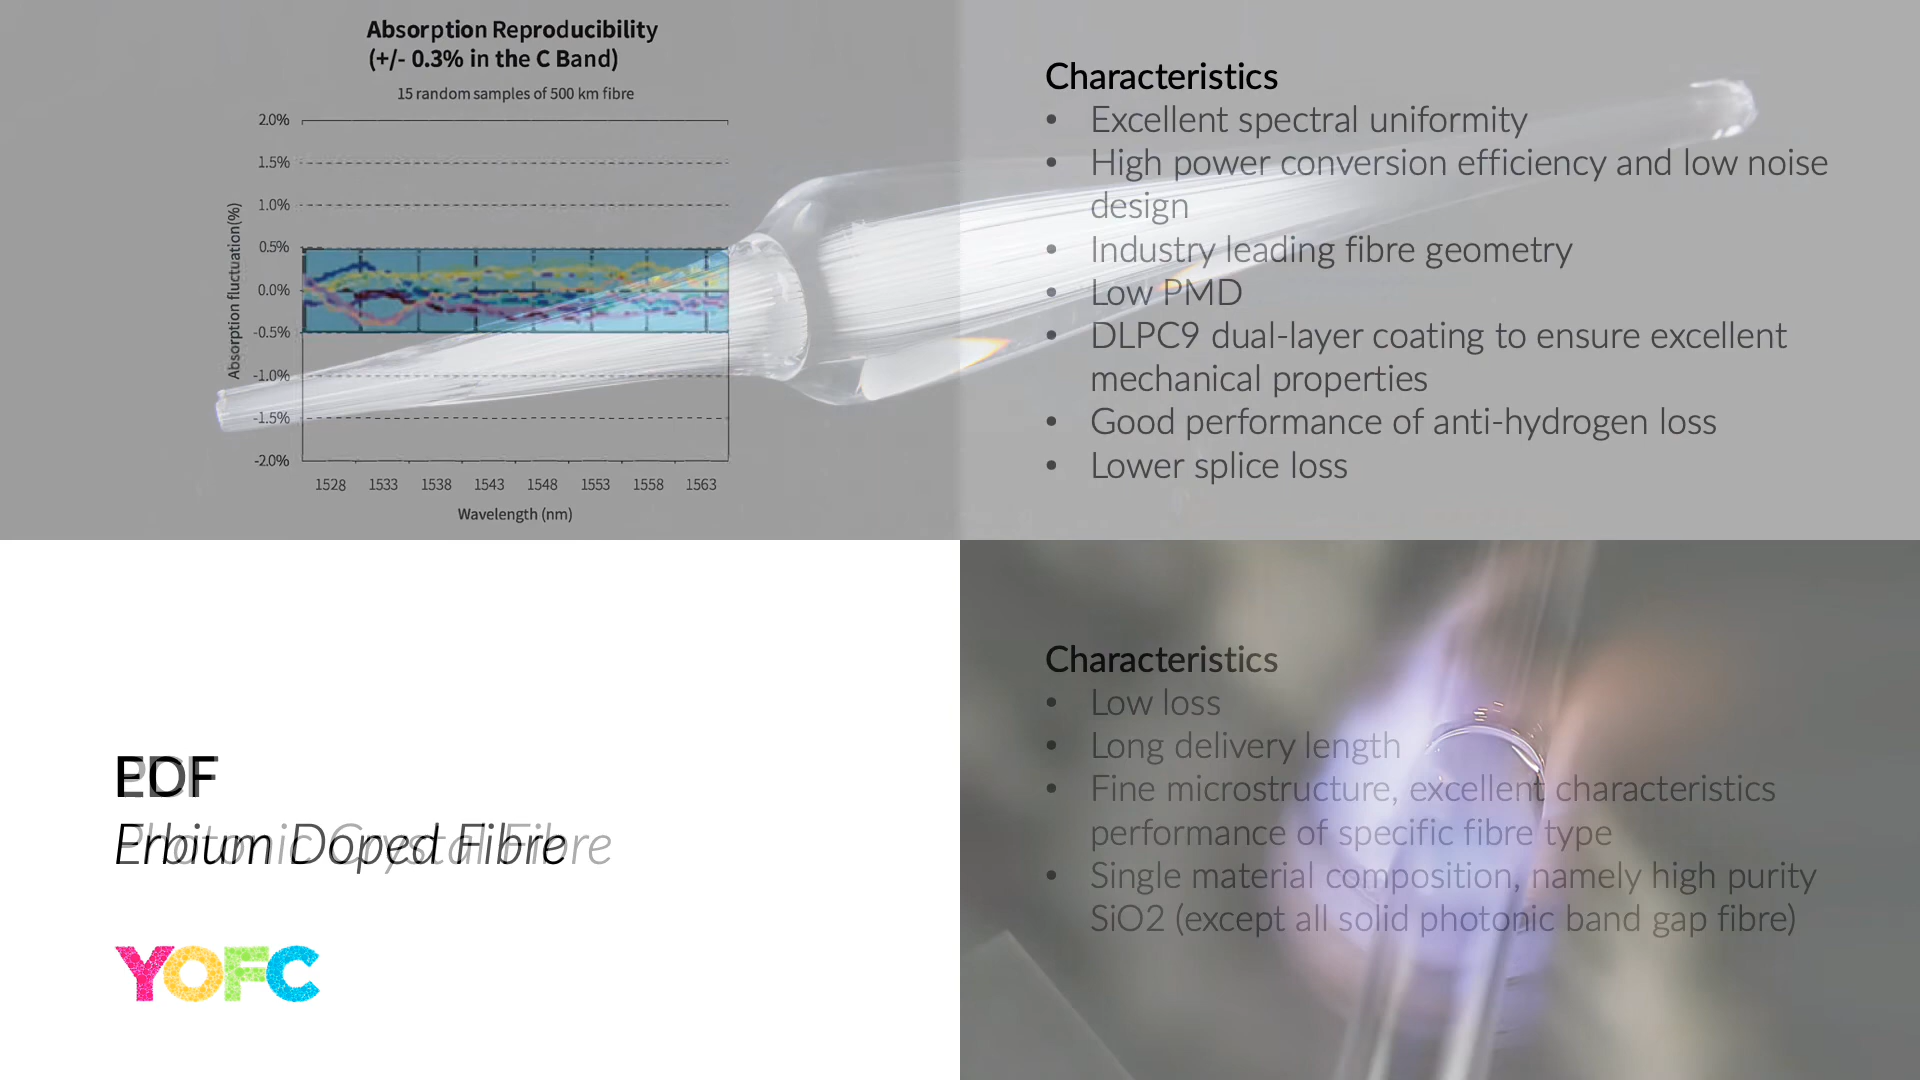 Absorption Reproducibility
(+/- 0.3% in the C Band)
15 random samples of 500 km fibre
2.0%
1.5%
1.0%
0.5%
0.0%
-0.5%
-1.0%
-1.5%
-2.0%
Absorption fluctuation(%)
1528 1533 1538 1543 1548 1553 1558 1563
Wavelength (nm)
Characteristics
• Excellent spectral uniformity
• High power conversion efficiency and low noise
design
• Industry leading fibre geometry
• Low PMD
• DLPC9 dual-layer coating to ensure excellent
mechanical properties
• Good performance of anti-hydrogen loss
• Lower splice loss
EDF
PCF
Erbium Doped Fibre
Photonic Crystal Fibre
YOFC
Characteristics
• Low loss
• Long delivery length
• Fine microstructure, excellent characteristics
performance of specific fibre type
• Single material composition, namely high purity
SiO2 (except all solid photonic band gap fibre)